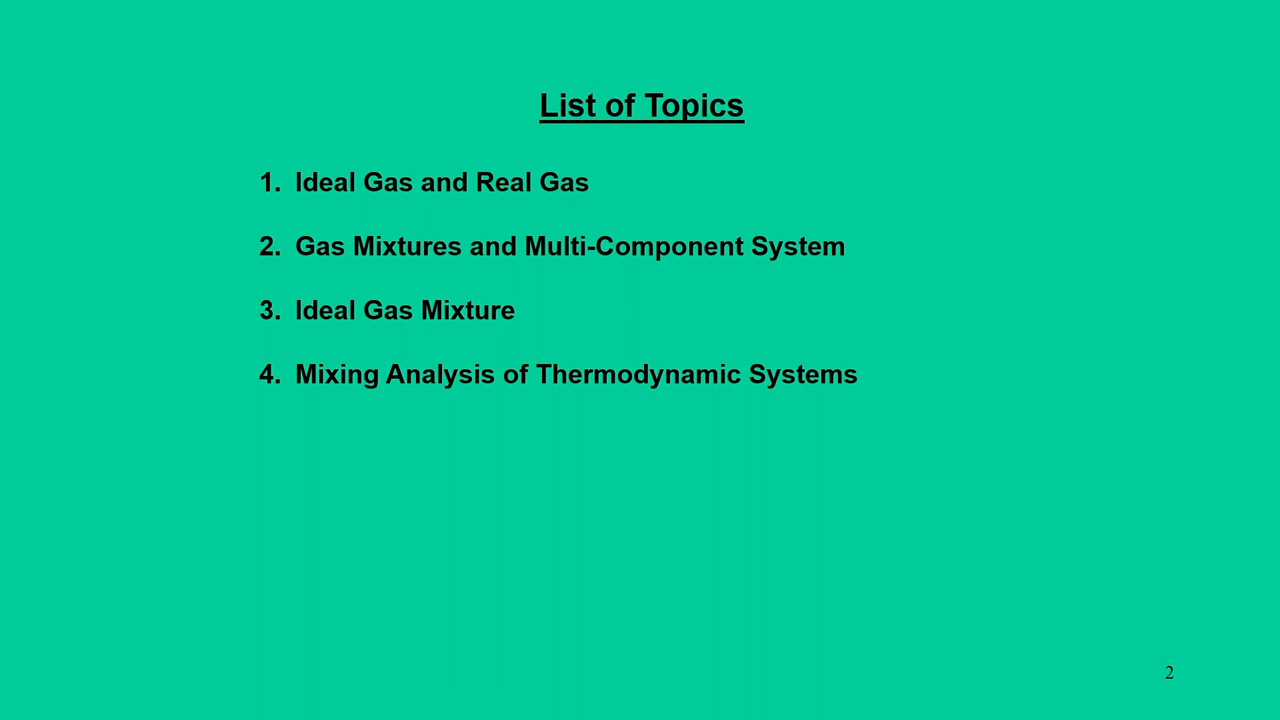 List of Topics
1. Ideal Gas and Real Gas
2. Gas Mixtures and Multi-Component System
3. Ideal Gas Mixture
4. Mixing Analysis of Thermodynamic Systems
2